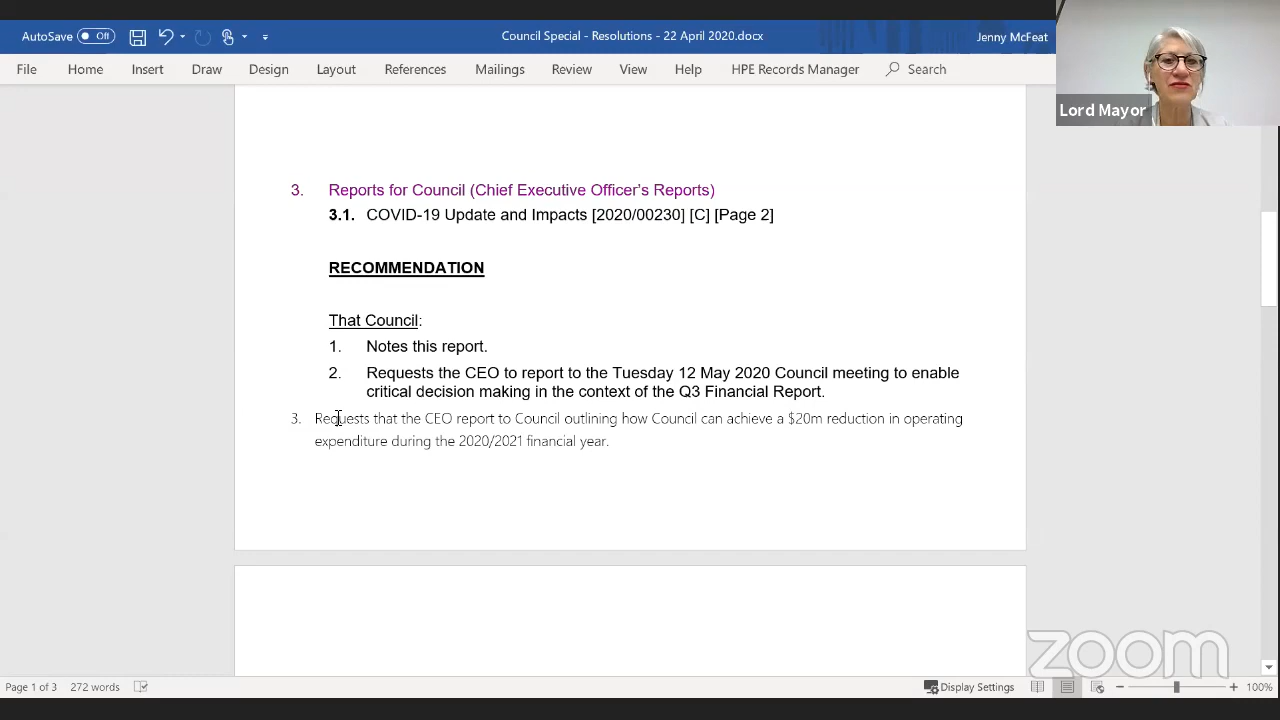 AutoSave Off
Council Special - Resolutions - 22 April 2020.docx
Jenny McFeat
File Home Insert Draw Design Layout References Mailings Review View Help HPE Records Manager Search
Lord Mayor
3. Reports for Council (Chief Executive Officer's Reports)
3.1. COVID-19 Update and Impacts [2020/00230] [C] [Page 2]
RECOMMENDATION
That Council:
1. Notes this report.
2. Requests the CEO to report to the Tuesday 12 May 2020 Council meeting to enable
critical decision making in the context of the Q3 Financial Report.
3. Requests that the CEO report to Council outlining how Council can achieve a $20m reduction in operating
expenditure during the 2020/2021 financial year.
zoom
Page 1 of 3 272 words Display Settings 100%